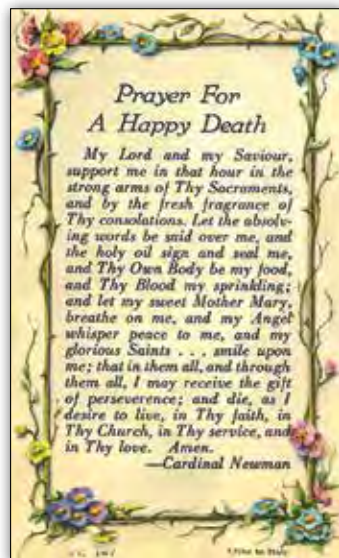 Prayer For
A Happy Death
My Lord and my Saviour,
support me in that hour in the
strong arms of Thy Sacraments,
and by the fresh fragrance of
Thy consolations. Let the absolv-
ing words be said over me, and
the holy oil sign and seal me,
and Thy Own Body be my food,
and Thy Blood my sprinkling;
and let my sweet Mother Mary,
breathe on me, and my Angel
whisper peace to me, and my
glorious Saints . . . smile upon
me; that in them all, and through
them all, I may receive the gift
of perseverence; and die, as I
desire to live, in Thy faith, in
Thy Church, in Thy service, and
in Thy love. Amen.
—Cardinal Newman